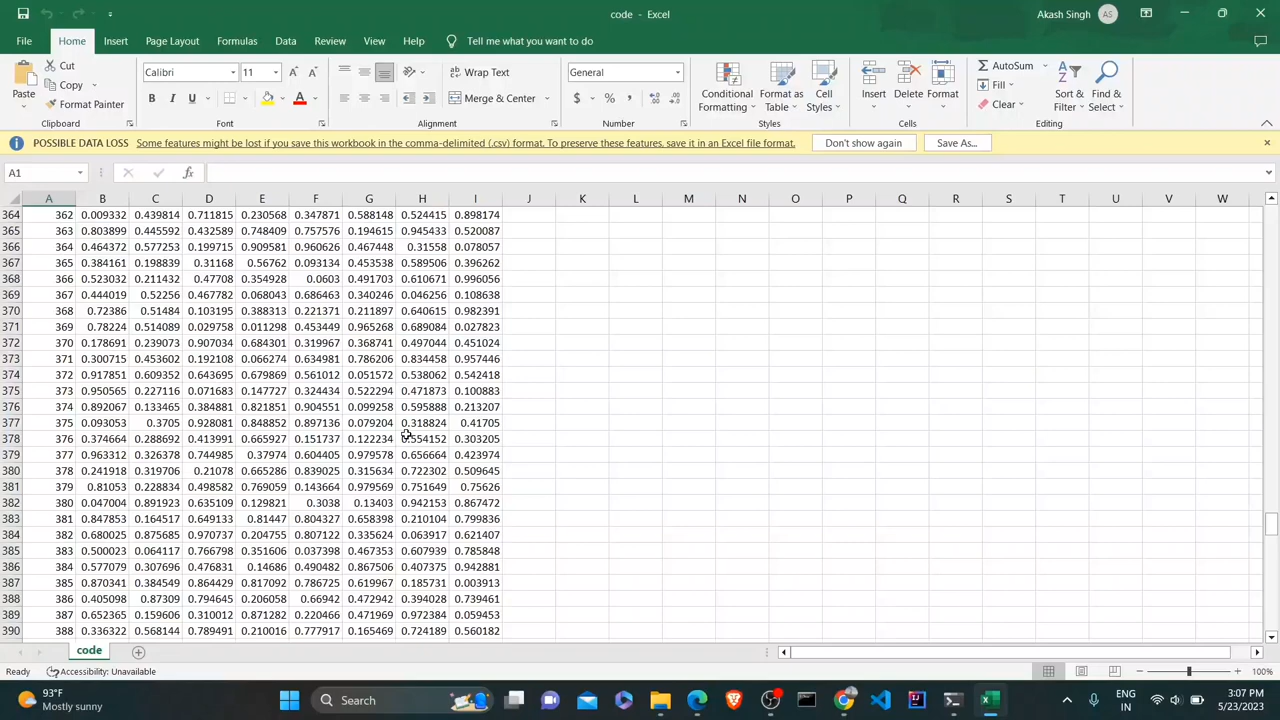 code - Excel
Akash Singh AS
File Home Insert Page Layout Formulas Data Review View Help Tell me what you want to do
Paste
Cut
Copy
Format Painter
Clipboard
Calibri 11
B I U
Font
Wrap Text
Merge & Center
Alignment
General
$ % ,
Number
Conditional Formatting
Format as Table
Cell Styles
Styles
Insert Delete Format
Cells
AutoSum
Fill
Clear
Sort & Filter
Find & Select
Editing
POSSIBLE DATA LOSS Some features might be lost if you save this workbook in the comma-delimited (.csv) format. To preserve these features, save it in an Excel file format. Don't show again Save As...
A1 fx
A B C D E F G H I J K L M N O P Q R S T U V W
364 362 0.009332 0.439814 0.711815 0.230568 0.347871 0.588148 0.524415 0.898174
365 363 0.803899 0.445592 0.432589 0.748409 0.757576 0.194615 0.945433 0.520087
366 364 0.464372 0.577253 0.199715 0.909581 0.960626 0.467448 0.31558 0.078057
367 365 0.384161 0.198839 0.31168 0.56762 0.093134 0.453538 0.589506 0.396262
368 366 0.523032 0.211432 0.47708 0.354928 0.0603 0.491703 0.610671 0.996056
369 367 0.444019 0.52256 0.467782 0.068043 0.686463 0.340246 0.046256 0.108638
370 368 0.72386 0.51484 0.103195 0.388313 0.221371 0.211897 0.640615 0.982391
371 369 0.78224 0.514089 0.029758 0.011298 0.453449 0.965268 0.689084 0.027823
372 370 0.178691 0.239073 0.907034 0.684301 0.319967 0.368741 0.497044 0.451024
373 371 0.300715 0.453602 0.192108 0.066274 0.634981 0.786206 0.834458 0.957446
374 372 0.917851 0.609352 0.643695 0.679869 0.561012 0.051572 0.538062 0.542418
375 373 0.950565 0.227116 0.071683 0.147727 0.324434 0.522294 0.471873 0.100883
376 374 0.892067 0.133465 0.384881 0.821851 0.904551 0.099258 0.595888 0.213207
377 375 0.093053 0.3705 0.928081 0.848852 0.897136 0.079204 0.318824 0.41705
378 376 0.374664 0.288692 0.413991 0.665927 0.151737 0.122234 0.554152 0.303205
379 377 0.963312 0.326378 0.744985 0.37974 0.604405 0.979578 0.656664 0.423974
380 378 0.241918 0.319706 0.21078 0.665286 0.839025 0.315634 0.722302 0.509645
381 379 0.81053 0.228834 0.498582 0.769059 0.143664 0.979569 0.751649 0.75626
382 380 0.047004 0.891923 0.635109 0.129821 0.3038 0.13403 0.942153 0.867472
383 381 0.847853 0.164517 0.649133 0.81447 0.804327 0.658398 0.210104 0.799836
384 382 0.680025 0.875685 0.970737 0.204755 0.807122 0.335624 0.063917 0.621407
385 383 0.500023 0.064117 0.766798 0.351606 0.037398 0.467353 0.607939 0.785848
386 384 0.577079 0.307696 0.476831 0.14686 0.490482 0.867506 0.407375 0.942881
387 385 0.870341 0.384549 0.864429 0.817092 0.786725 0.619967 0.185731 0.003913
388 386 0.405098 0.87309 0.794645 0.206058 0.66942 0.472942 0.394028 0.739461
389 387 0.652365 0.159606 0.310012 0.871282 0.220466 0.471969 0.972384 0.059453
390 388 0.336322 0.568144 0.789491 0.210016 0.777917 0.165469 0.724189 0.560182
code
Ready Accessibility: Unavailable 100%
93°F
Mostly sunny
Search
ENG
IN
3:07 PM
5/23/2023